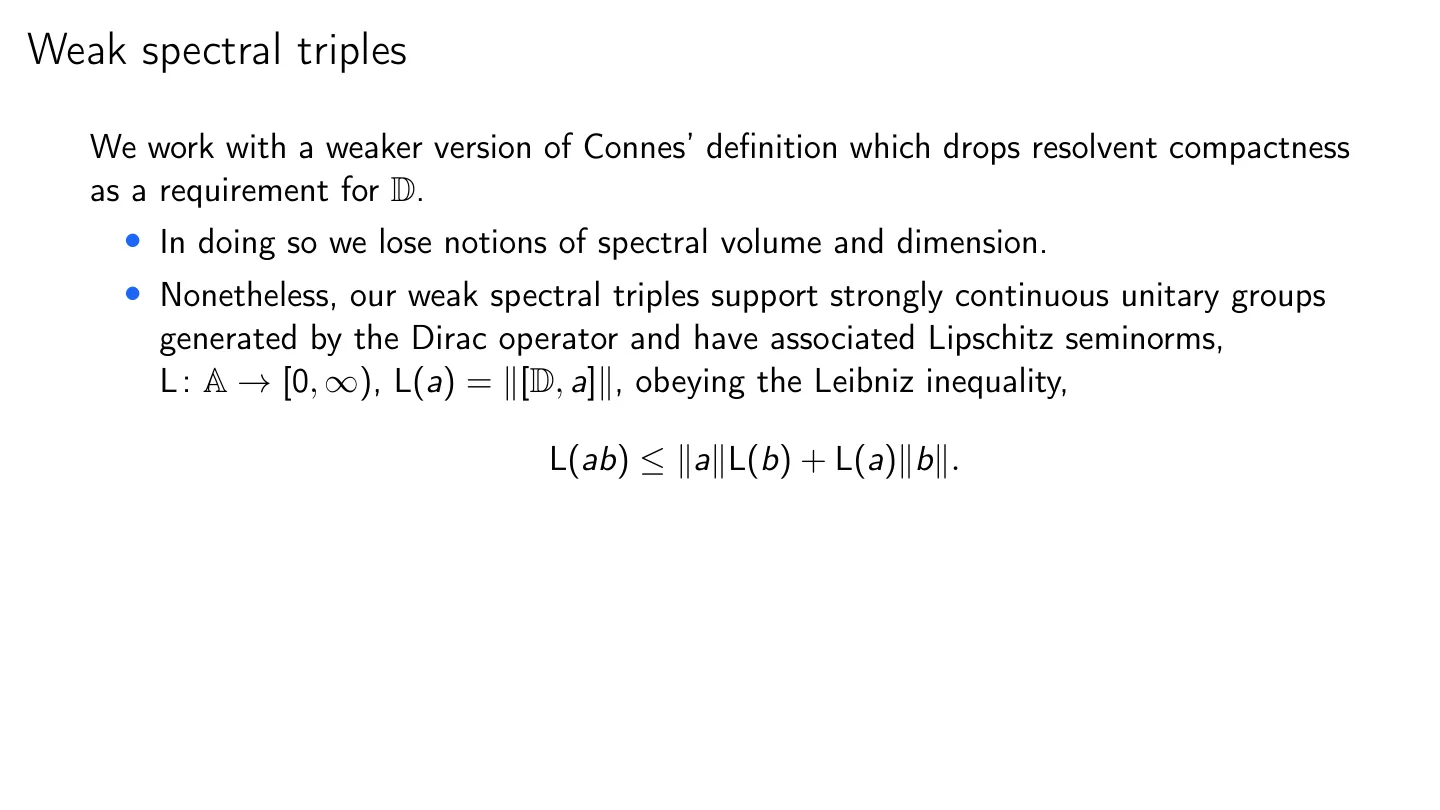 Weak spectral triples
We work with a weaker version of Connes’ definition which drops resolvent compactness
as a requirement for 𝔻.
• In doing so we lose notions of spectral volume and dimension.
• Nonetheless, our weak spectral triples support strongly continuous unitary groups
generated by the Dirac operator and have associated Lipschitz seminorms,
L: 𝔸 → [0, ∞), L(a) = ‖[𝔻, a]‖, obeying the Leibniz inequality,
L(ab) ≤ ‖a‖L(b) + L(a)‖b‖.